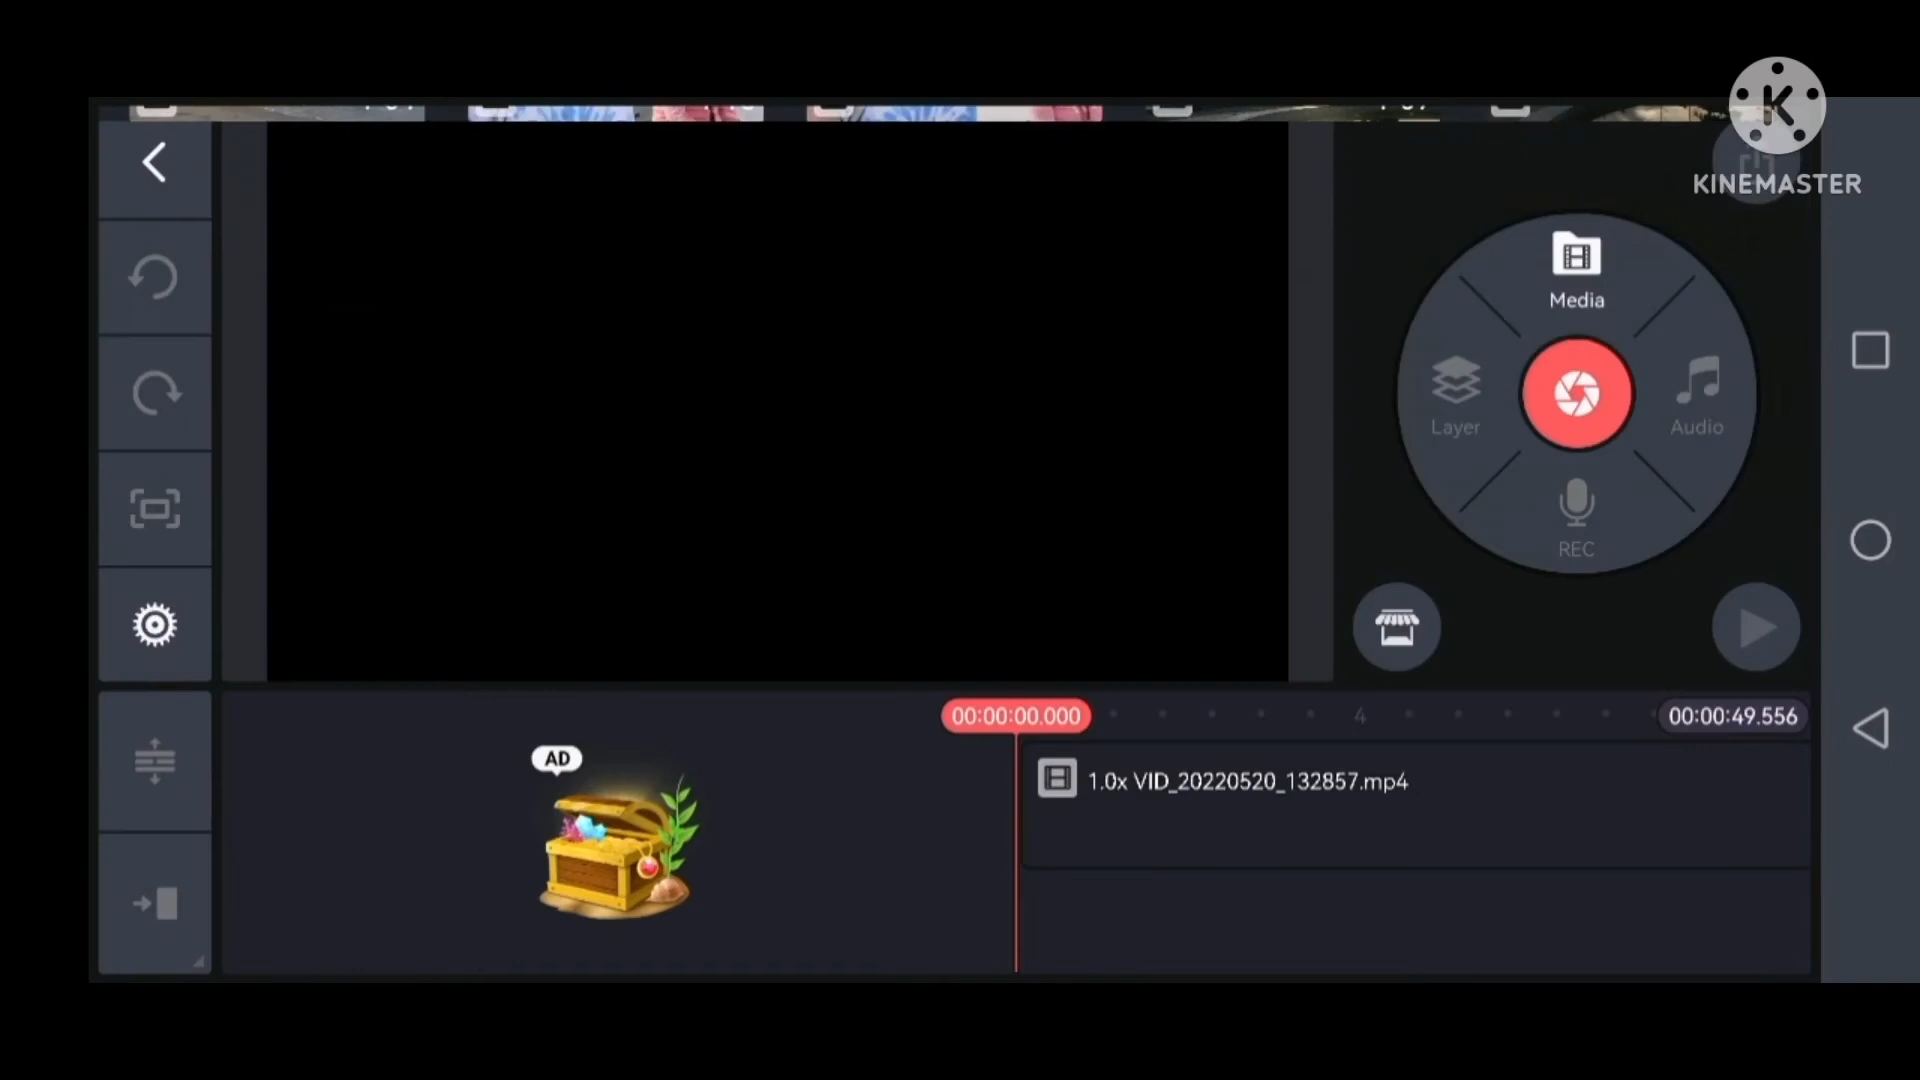 KINEMASTER
Media
Layer
Audio
REC
00:00:00.000
4
00:00:49.556
AD
1.0x VID_20220520_132857.mp4